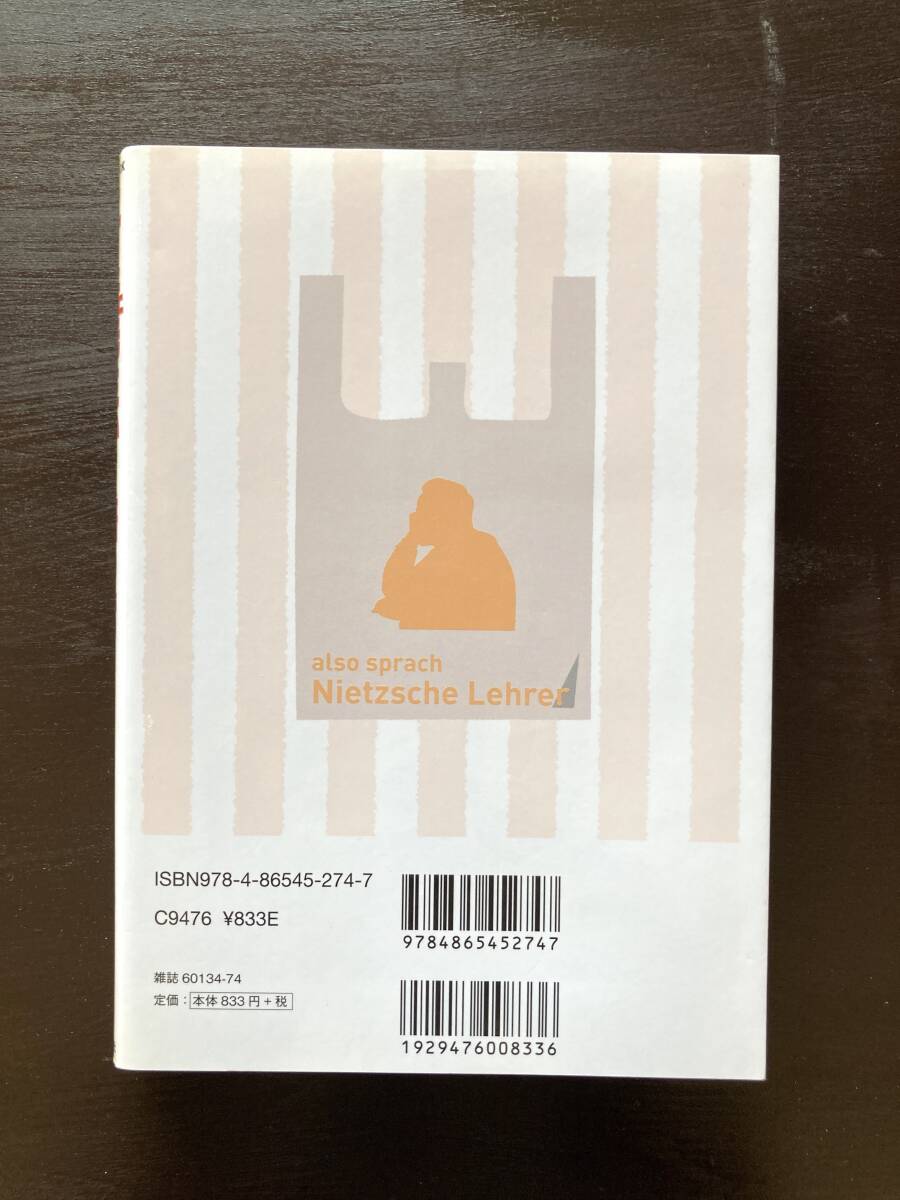 also sprach
Nietzsche Lehrer
ISBN978-4-86545-274-7
C9476 ¥833E
9784865452747
雑誌 60134-74
定価：本体 833 円＋税
1929476008336